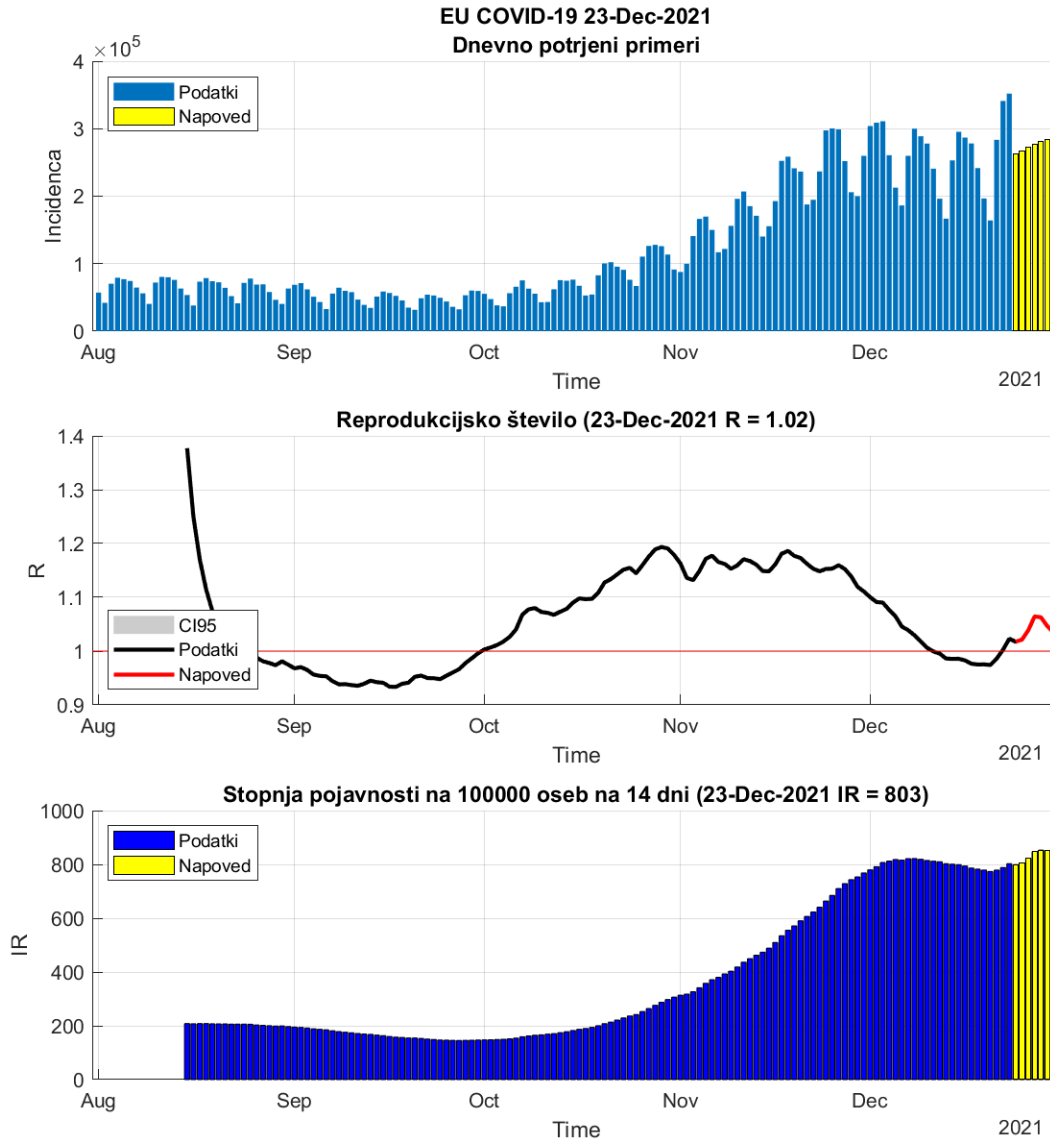 EU COVID-19 23-Dec-2021
Dnevno potrjeni primeri
×10⁵
4
3
2
1
0
Incidenca
Podatki
Napoved
Aug Sep Oct Nov Dec
Time
2021
Reprodukcijsko število (23-Dec-2021 R = 1.02)
1.4
1.3
1.2
1.1
1
0.9
R
CI95
Podatki
Napoved
Aug Sep Oct Nov Dec
Time
2021
Stopnja pojavnosti na 100000 oseb na 14 dni (23-Dec-2021 IR = 803)
1000
800
600
400
200
0
IR
Podatki
Napoved
Aug Sep Oct Nov Dec
Time
2021